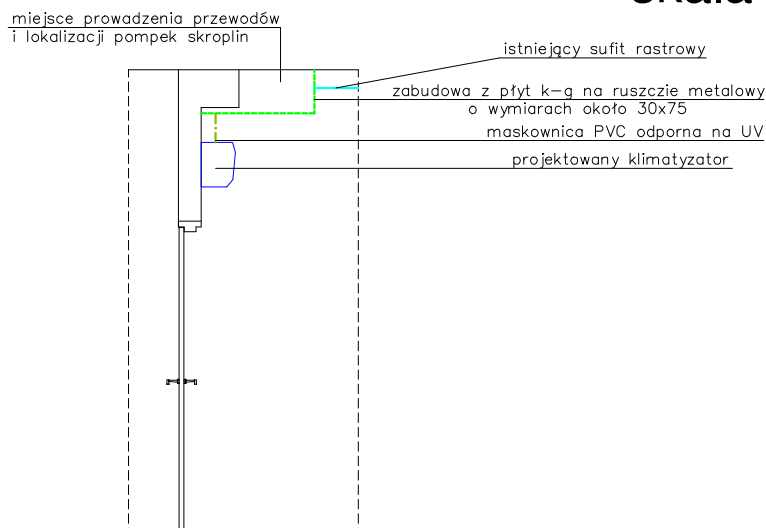 skala
miejsce prowadzenia przewodów
i lokalizacji pompek skroplin
istniejący sufit rastrowy
zabudowa z płyt k-g na ruszcie metalowy
o wymiarach około 30x75
maskownica PVC odporna na UV
projektowany klimatyzator